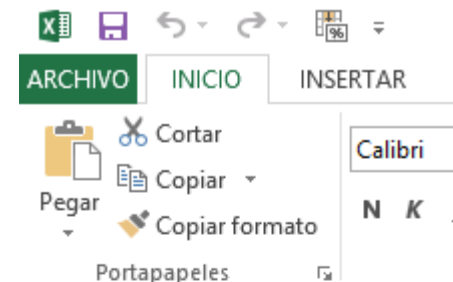 ARCHIVO INICIO INSERTAR
Cortar
Calibri
Copiar
Pegar
N K
Copiar formato
Portapapeles